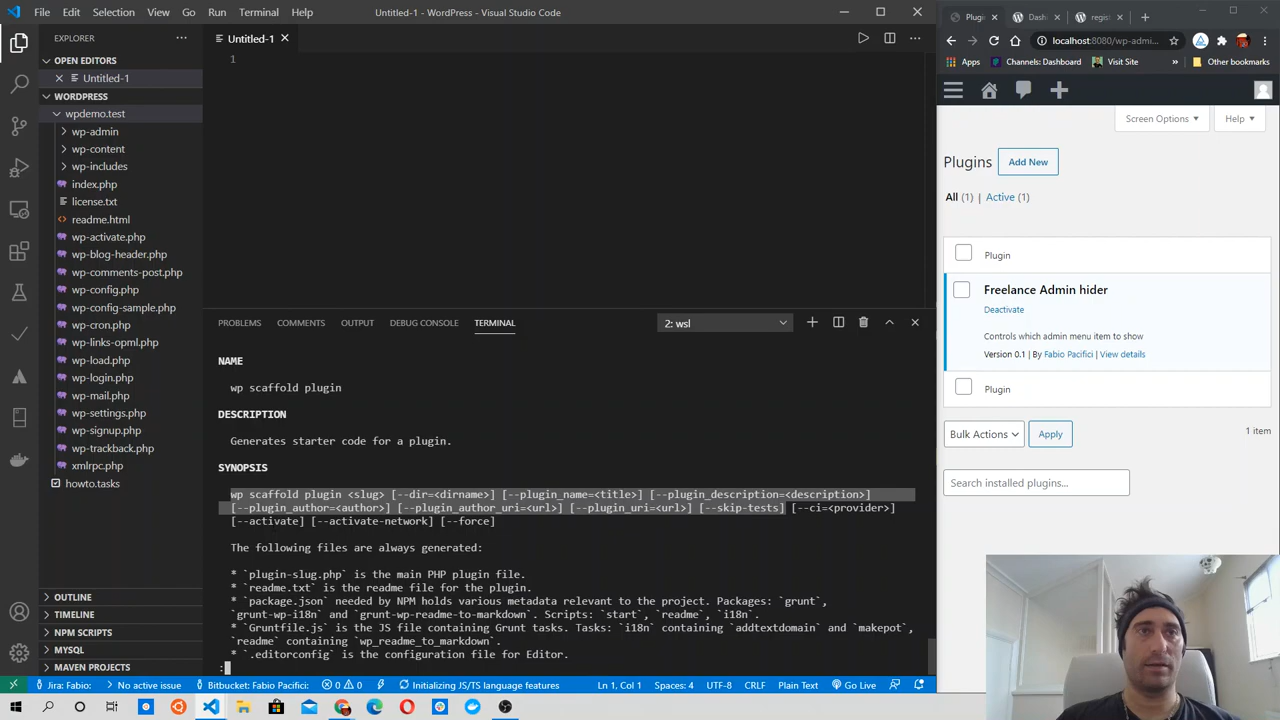 File Edit Selection View Go Run Terminal Help
Untitled-1 - WordPress - Visual Studio Code
EXPLORER
OPEN EDITORS
Untitled-1
WORDPRESS
wpdemo.test
wp-admin
wp-content
wp-includes
index.php
license.txt
readme.html
wp-activate.php
wp-blog-header.php
wp-comments-post.php
wp-config.php
wp-config-sample.php
wp-cron.php
wp-links-opml.php
wp-load.php
wp-login.php
wp-mail.php
wp-settings.php
wp-signup.php
wp-trackback.php
xmlrpc.php
howto.tasks
OUTLINE
TIMELINE
NPM SCRIPTS
MYSQL
MAVEN PROJECTS
Untitled-1
1
PROBLEMS COMMENTS OUTPUT DEBUG CONSOLE TERMINAL
2: wsl
NAME
wp scaffold plugin
DESCRIPTION
Generates starter code for a plugin.
SYNOPSIS
wp scaffold plugin <slug> [--dir=<dirname>] [--plugin_name=<title>] [--plugin_description=<description>]
[--plugin_author=<author>] [--plugin_author_uri=<url>] [--plugin_uri=<url>] [--skip-tests] [--ci=<provider>]
[--activate] [--activate-network] [--force]
The following files are always generated:
* `plugin-slug.php` is the main PHP plugin file.
* `readme.txt` is the readme file for the plugin.
* `package.json` needed by NPM holds various metadata relevant to the project. Packages: `grunt`,
`grunt-wp-i18n` and `grunt-wp-readme-to-markdown`. Scripts: `start`, `readme`, `i18n`.
* `Gruntfile.js` is the JS file containing Grunt tasks. Tasks: `i18n` containing `addtextdomain` and `makepot`,
`readme` containing `wp_readme_to_markdown`.
* `.editorconfig` is the configuration file for Editor.
:
Jira: Fabio: No active issue Bitbucket: Fabio Pacifici: 0 0 Initializing JS/TS language features
Ln 1, Col 1 Spaces: 4 UTF-8 CRLF Plain Text Go Live
Plugi Dash regis
localhost:8080/wp-admi...
Apps Channels: Dashboard Visit Site » Other bookmarks
Screen Options Help
Plugins Add New
All (1) | Active (1)
Plugin
Freelance Admin hider
Deactivate
Controls which admin menu item to show
Version 0.1 | By Fabio Pacifici | View details
Plugin
Bulk Actions Apply 1 item
Search installed plugins...